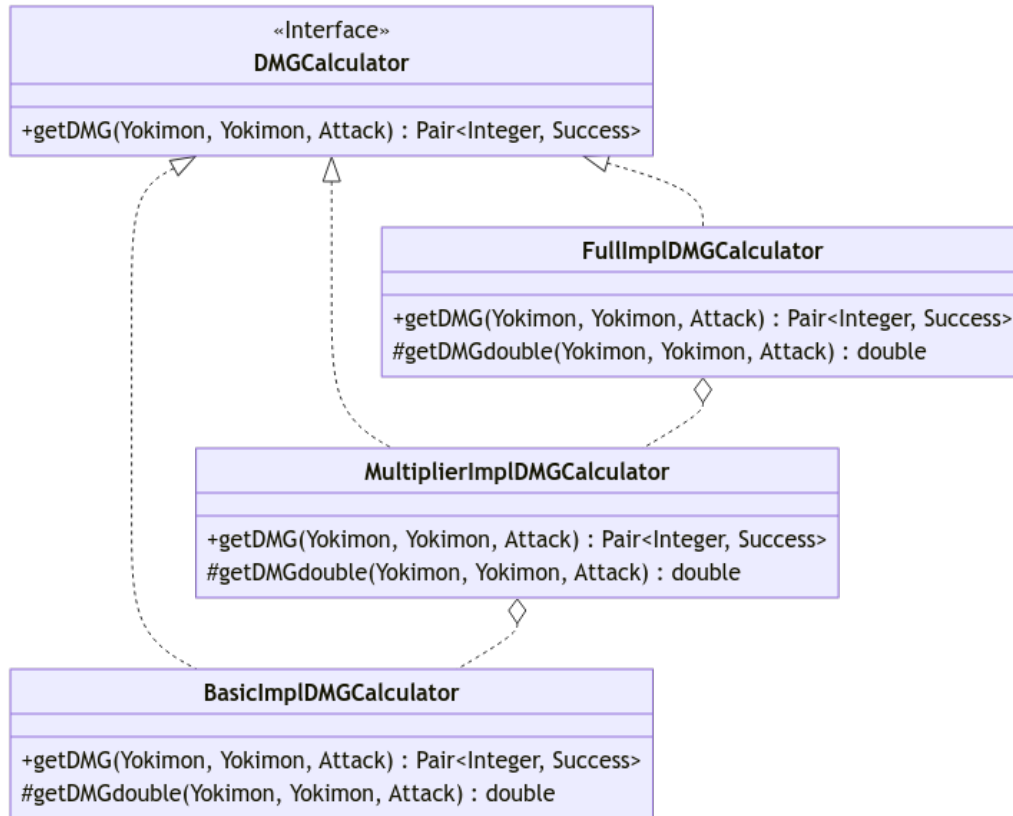 «Interface»
DMGCalculator
+getDMG(Yokimon, Yokimon, Attack) : Pair<Integer, Success>
FullImplDMGCalculator
+getDMG(Yokimon, Yokimon, Attack) : Pair<Integer, Success>
#getDMGdouble(Yokimon, Yokimon, Attack) : double
MultiplierImplDMGCalculator
+getDMG(Yokimon, Yokimon, Attack) : Pair<Integer, Success>
#getDMGdouble(Yokimon, Yokimon, Attack) : double
BasicImplDMGCalculator
+getDMG(Yokimon, Yokimon, Attack) : Pair<Integer, Success>
#getDMGdouble(Yokimon, Yokimon, Attack) : double